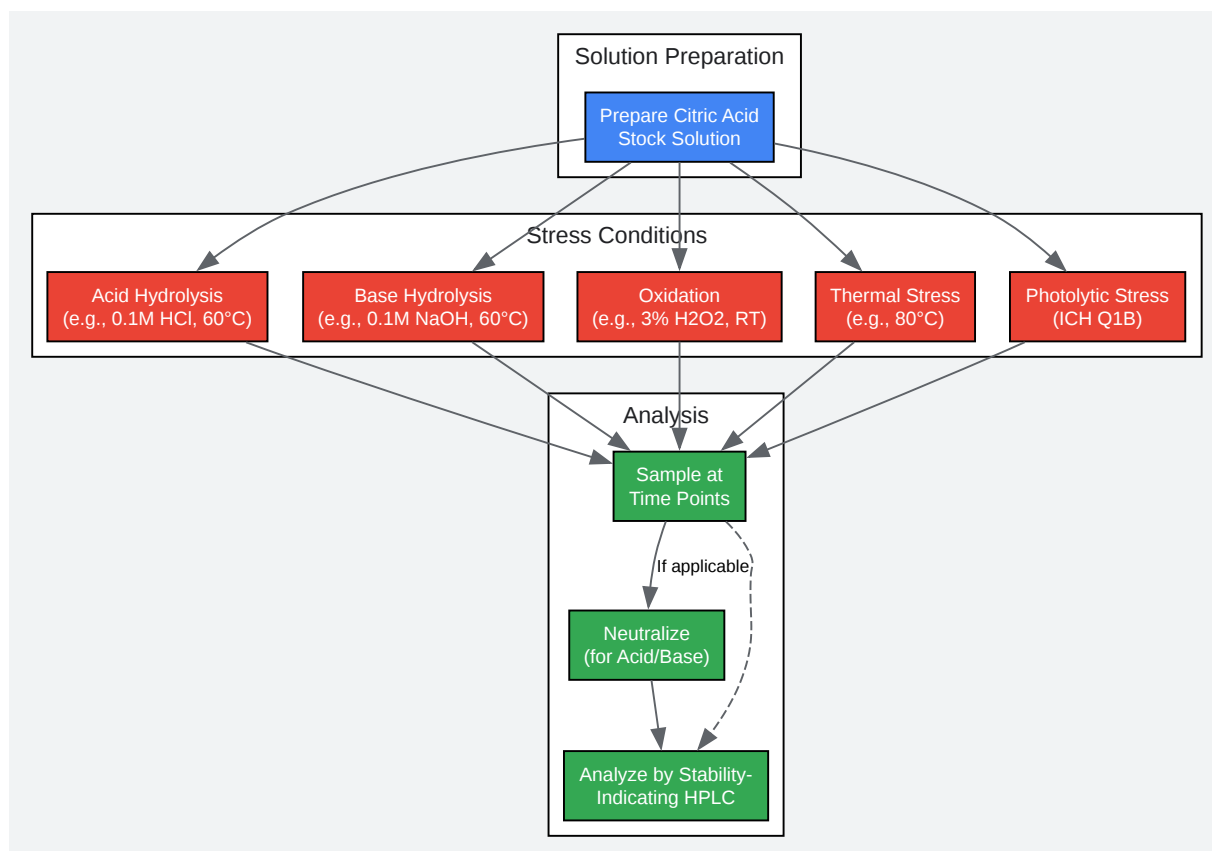 Solution Preparation
Prepare Citric Acid
Stock Solution
Stress Conditions
Acid Hydrolysis
(e.g., 0.1M HCl, 60°C)
Base Hydrolysis
(e.g., 0.1M NaOH, 60°C)
Oxidation
(e.g., 3% H2O2, RT)
Thermal Stress
(e.g., 80°C)
Photolytic Stress
(ICH Q1B)
Analysis
Sample at
Time Points
If applicable
Neutralize
(for Acid/Base)
Analyze by Stability-
Indicating HPLC